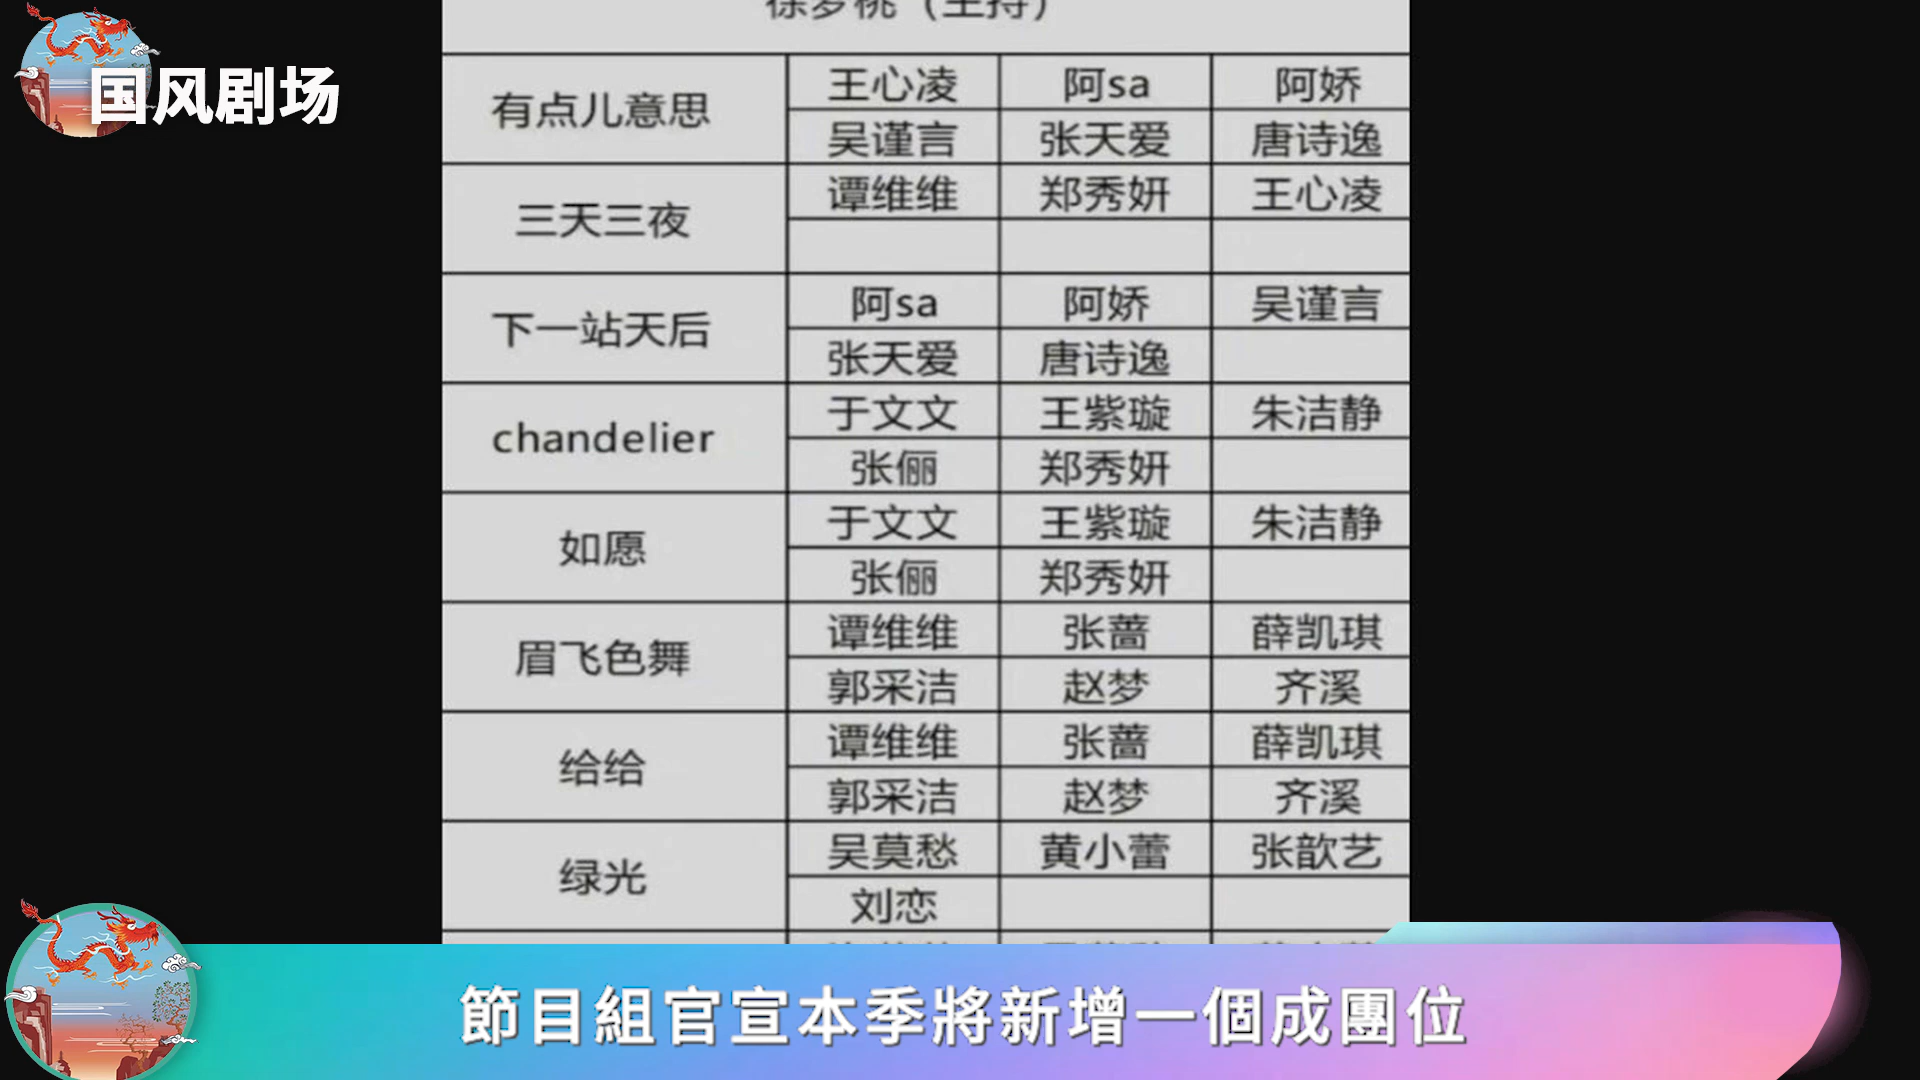 徐梦桃（主持）
国风剧场
有点儿意思
王心凌 阿sa 阿娇
吴谨言 张天爱 唐诗逸
三天三夜
谭维维 郑秀妍 王心凌
下一站天后
阿sa 阿娇 吴谨言
张天爱 唐诗逸
chandelier
于文文 王紫璇 朱洁静
张俪 郑秀妍
如愿
于文文 王紫璇 朱洁静
张俪 郑秀妍
眉飞色舞
谭维维 张蔷 薛凯琪
郭采洁 赵梦 齐溪
给给
谭维维 张蔷 薛凯琪
郭采洁 赵梦 齐溪
绿光
吴莫愁 黄小蕾 张歆艺
刘恋
節目組官宣本季將新增一個成團位